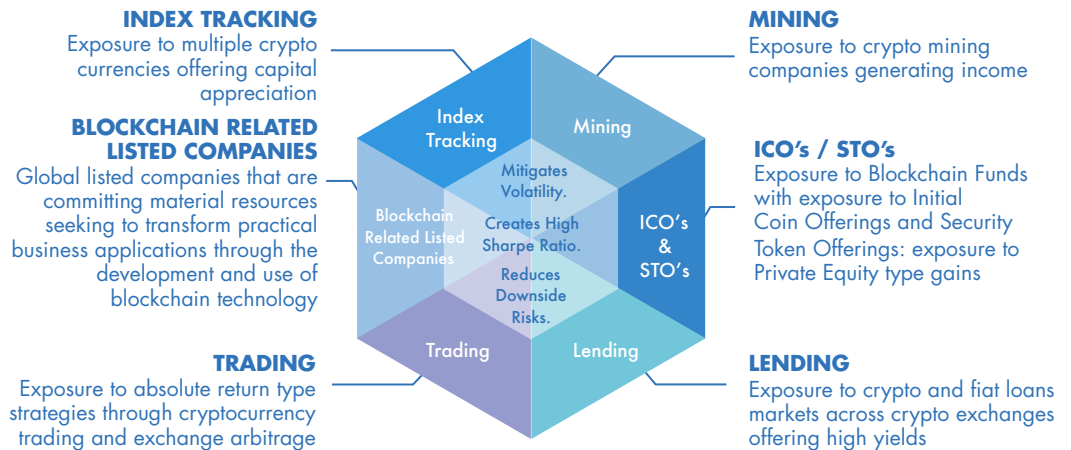 INDEX TRACKING
Exposure to multiple crypto
currencies offering capital
appreciation
BLOCKCHAIN RELATED
LISTED COMPANIES
Global listed companies that are
committing material resources
seeking to transform practical
business applications through the
development and use of
blockchain technology
TRADING
Exposure to absolute return type
strategies through cryptocurrency
trading and exchange arbitrage
Index
Tracking
Mining
Mitigates
Volatility.
Blockchain
Related Listed
Companies
Creates High
Sharpe Ratio.
ICO's
&
STO's
Reduces
Downside
Risks.
Trading
Lending
MINING
Exposure to crypto mining
companies generating income
ICO's / STO's
Exposure to Blockchain Funds
with exposure to Initial
Coin Offerings and Security
Token Offerings: exposure to
Private Equity type gains
LENDING
Exposure to crypto and fiat loans
markets across crypto exchanges
offering high yields